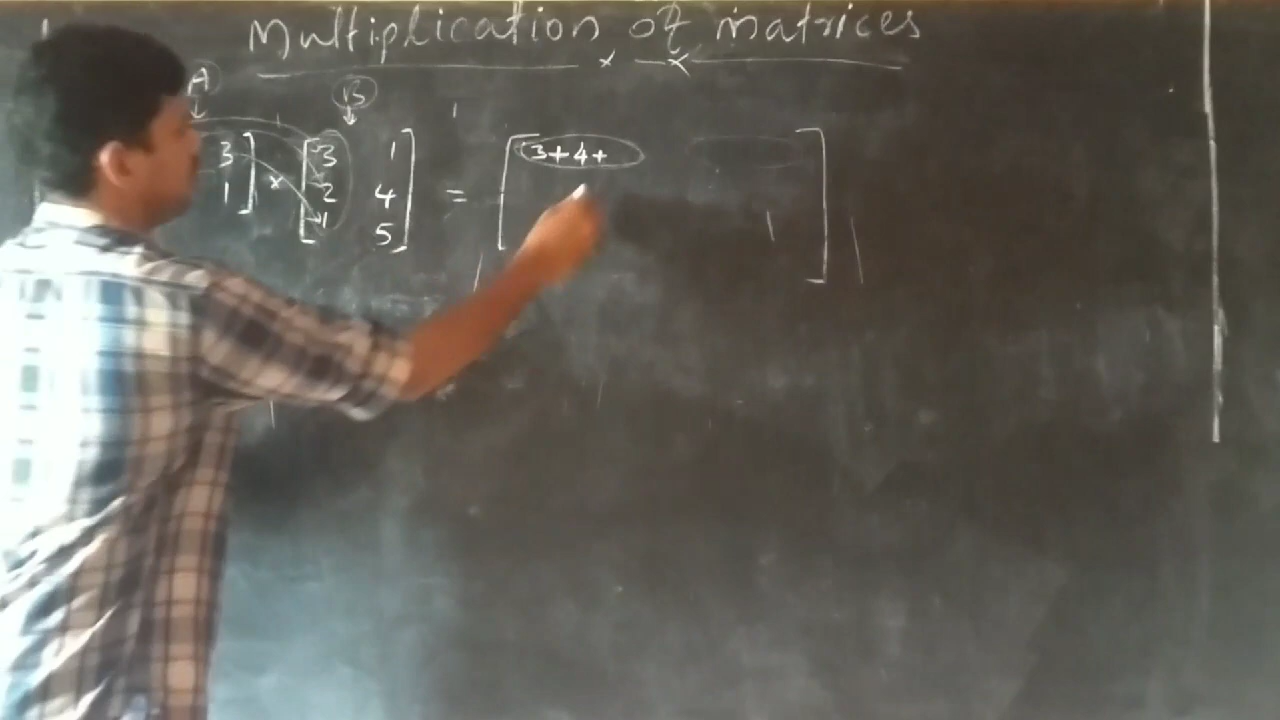 Multiplication of matrices
A B
3 × 3 1 = 3+4+
1 2 4
1 5